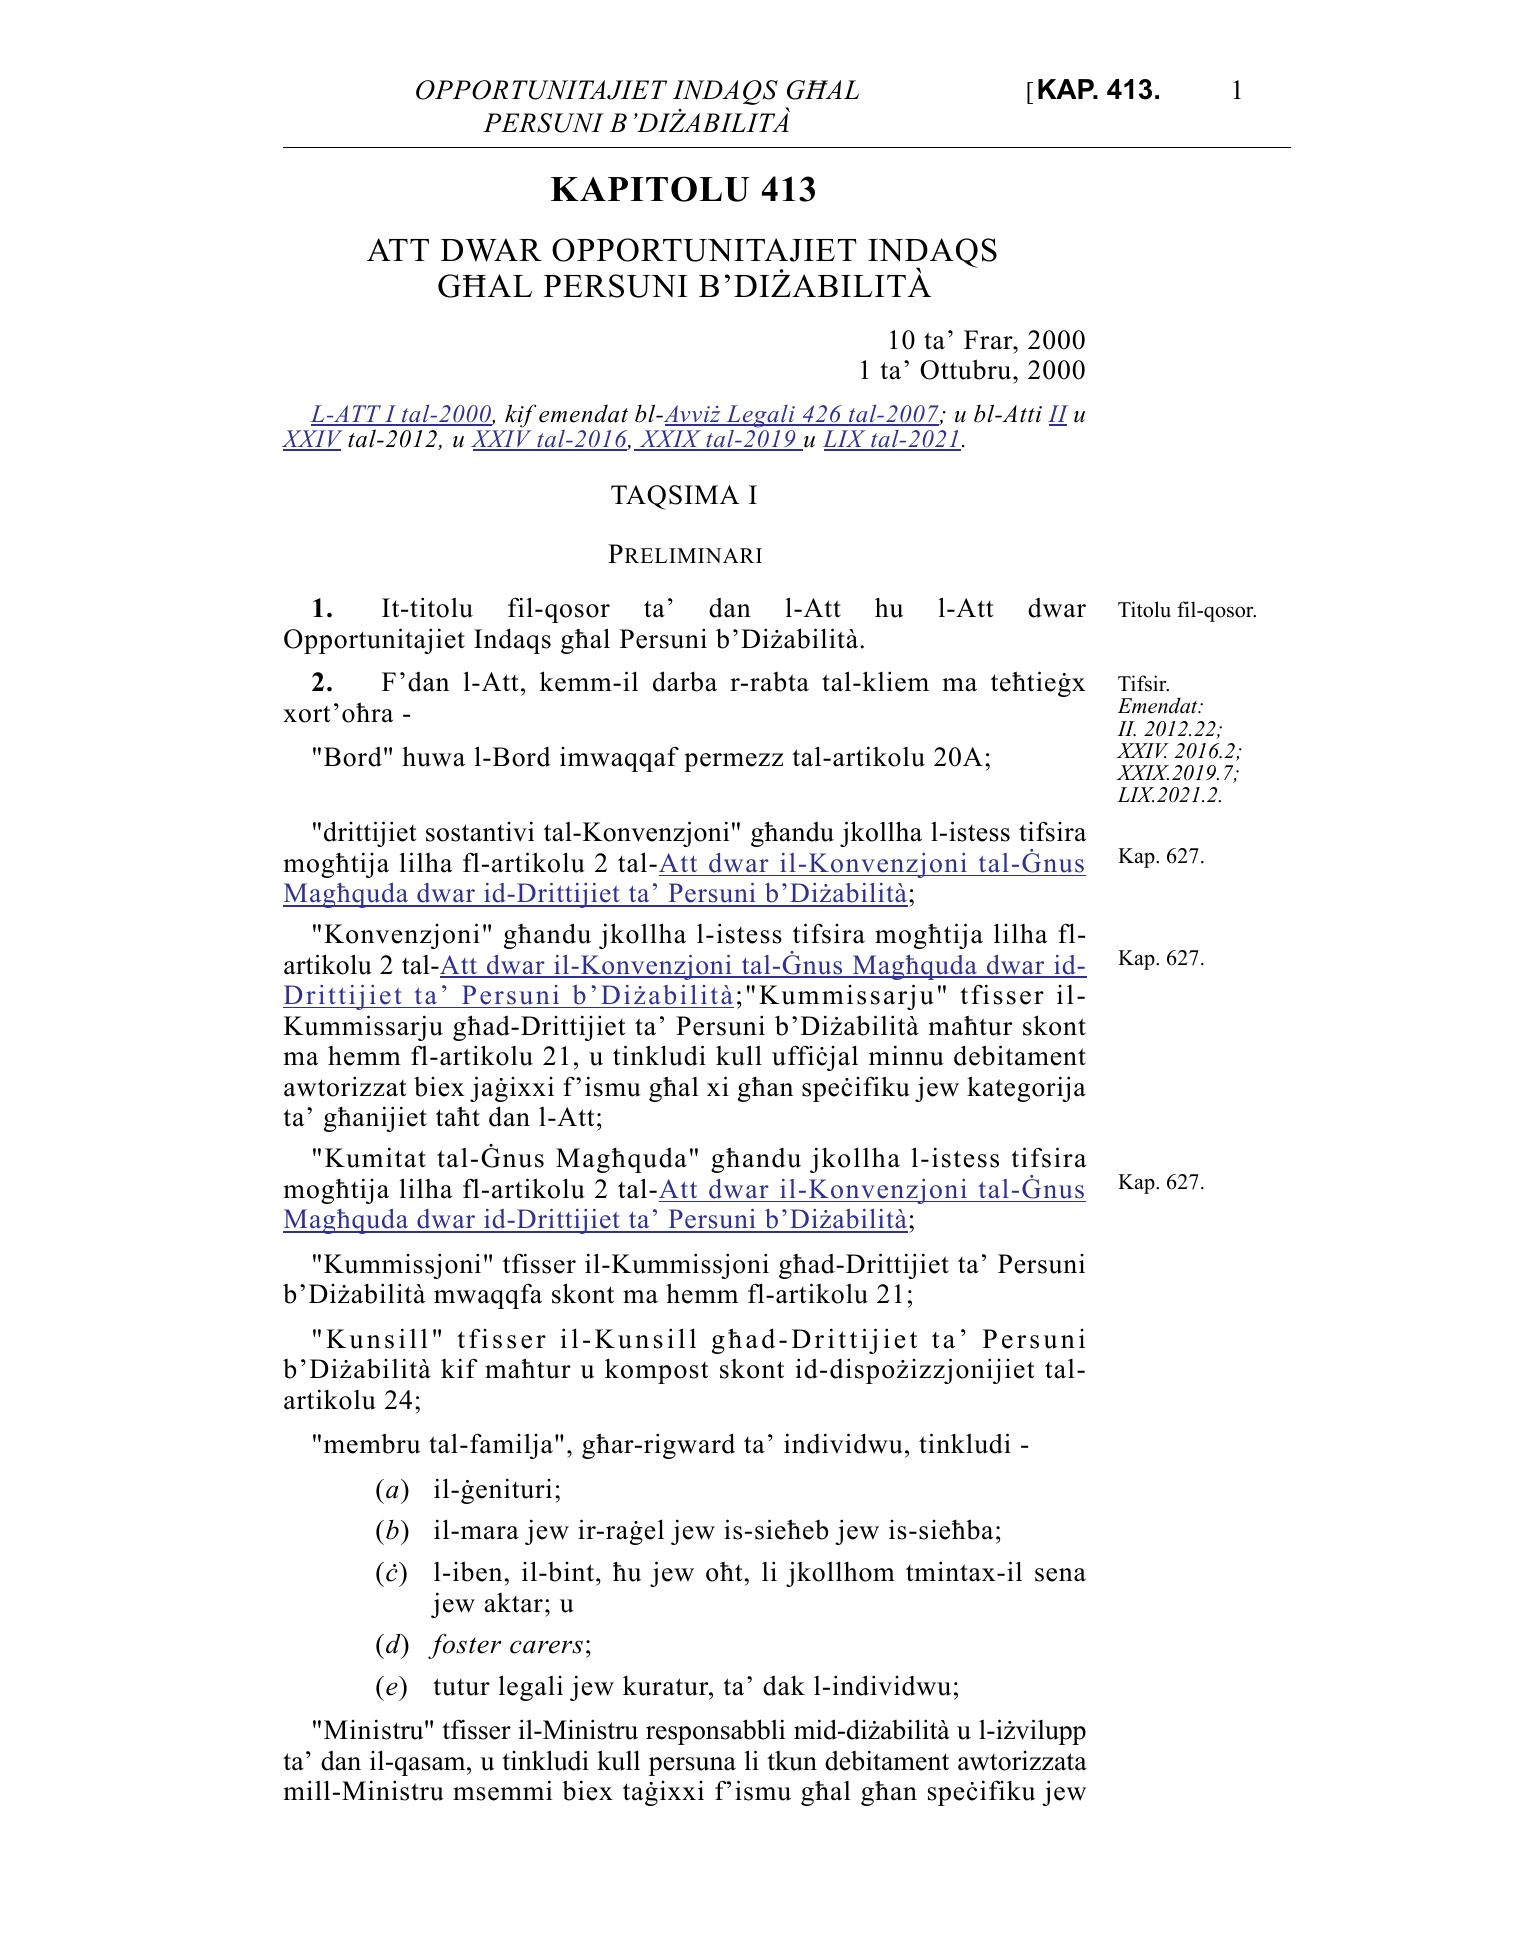 OPPORTUNITAJIET INDAQS GĦAL
PERSUNI B’DIŻABILITÀ
[KAP. 413. 1
KAPITOLU 413
ATT DWAR OPPORTUNITAJIET INDAQS
GĦAL PERSUNI B’DIŻABILITÀ
10 ta’ Frar, 2000
1 ta’ Ottubru, 2000
L-ATT I tal-2000, kif emendat bl-Avviż Legali 426 tal-2007; u bl-Atti II u
XXIV tal-2012, u XXIV tal-2016, XXIX tal-2019 u LIX tal-2021.
TAQSIMA I
PRELIMINARI
1. It-titolu fil-qosor ta’ dan l-Att hu l-Att dwar
Opportunitajiet Indaqs għal Persuni b’Diżabilità.
Titolu fil-qosor.
2. F’dan l-Att, kemm-il darba r-rabta tal-kliem ma teħtieġx
xort’oħra -
Tifsir.
Emendat:
II. 2012.22;
XXIV. 2016.2;
XXIX.2019.7;
LIX.2021.2.
"Bord" huwa l-Bord imwaqqaf permezz tal-artikolu 20A;
"drittijiet sostantivi tal-Konvenzjoni" għandu jkollha l-istess tifsira
mogħtija lilha fl-artikolu 2 tal-Att dwar il-Konvenzjoni tal-Ġnus
Magħquda dwar id-Drittijiet ta’ Persuni b’Diżabilità;
Kap. 627.
"Konvenzjoni" għandu jkollha l-istess tifsira mogħtija lilha fl-
artikolu 2 tal-Att dwar il-Konvenzjoni tal-Ġnus Magħquda dwar id-
Drittijiet ta’ Persuni b’Diżabilità;"Kummissarju" tfisser il-
Kummissarju għad-Drittijiet ta’ Persuni b’Diżabilità maħtur skont
ma hemm fl-artikolu 21, u tinkludi kull uffiċjal minnu debitament
awtorizzat biex jaġixxi f’ismu għal xi għan speċifiku jew kategorija
ta’ għanijiet taħt dan l-Att;
Kap. 627.
"Kumitat tal-Ġnus Magħquda" għandu jkollha l-istess tifsira
mogħtija lilha fl-artikolu 2 tal-Att dwar il-Konvenzjoni tal-Ġnus
Magħquda dwar id-Drittijiet ta’ Persuni b’Diżabilità;
Kap. 627.
"Kummissjoni" tfisser il-Kummissjoni għad-Drittijiet ta’ Persuni
b’Diżabilità mwaqqfa skont ma hemm fl-artikolu 21;
"Kunsill" tfisser il-Kunsill għad-Drittijiet ta’ Persuni
b’Diżabilità kif maħtur u kompost skont id-dispożizzjonijiet tal-
artikolu 24;
"membru tal-familja", għar-rigward ta’ individwu, tinkludi -
(a) il-ġenituri;
(b) il-mara jew ir-raġel jew is-sieħeb jew is-sieħba;
(ċ) l-iben, il-bint, ħu jew oħt, li jkollhom tmintax-il sena
jew aktar; u
(d) foster carers;
(e) tutur legali jew kuratur, ta’ dak l-individwu;
"Ministru" tfisser il-Ministru responsabbli mid-diżabilità u l-iżvilupp
ta’ dan il-qasam, u tinkludi kull persuna li tkun debitament awtorizzata
mill-Ministru msemmi biex taġixxi f’ismu għal għan speċifiku jew